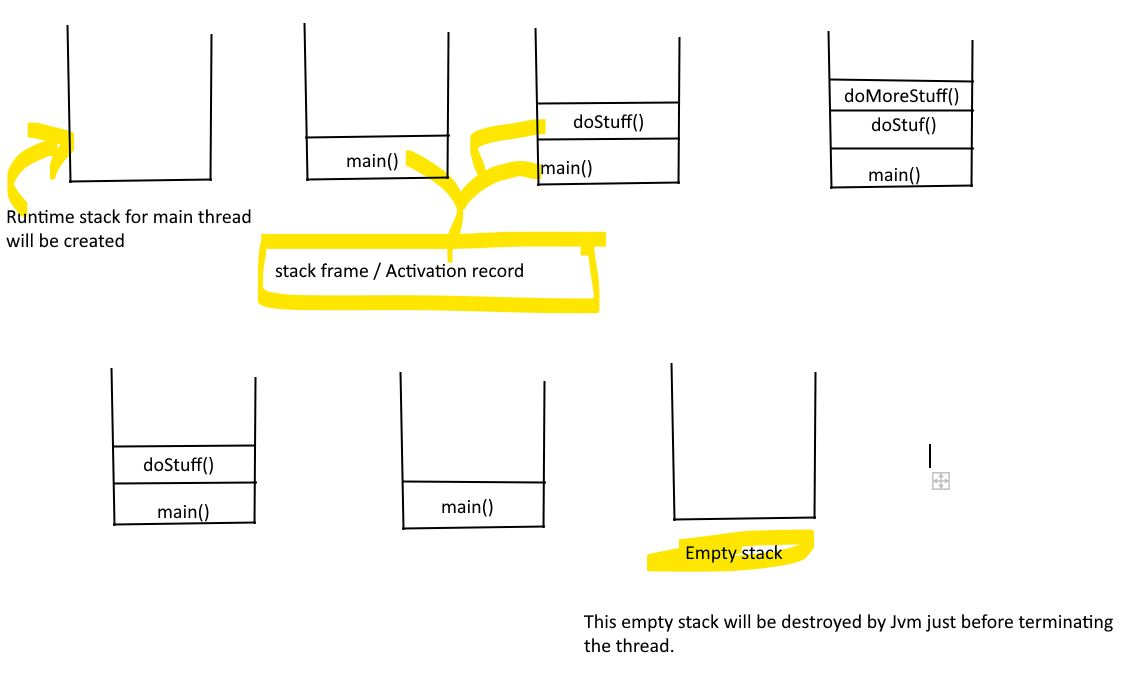 doMoreStuff()
doStuff()
doStuf()
main()
main()
main()
Runtime stack for main thread
will be created
stack frame / Activation record
doStuff()
main()
main()
Empty stack
This empty stack will be destroyed by Jvm just before terminating
the thread.